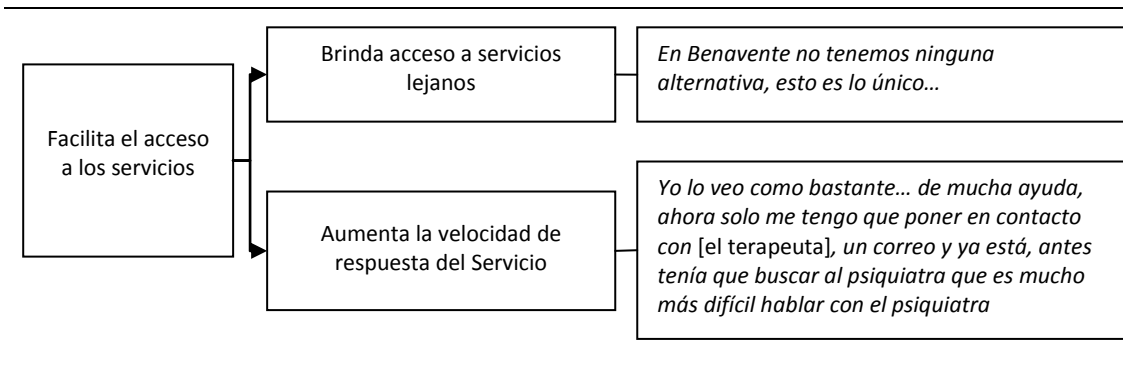 Facilita el acceso
a los servicios
Brinda acceso a servicios
lejanos
En Benavente no tenemos ninguna
alternativa, esto es lo único…
Aumenta la velocidad de
respuesta del Servicio
Yo lo veo como bastante… de mucha ayuda,
ahora solo me tengo que poner en contacto
con [el terapeuta], un correo y ya está, antes
tenía que buscar al psiquiatra que es mucho
más difícil hablar con el psiquiatra